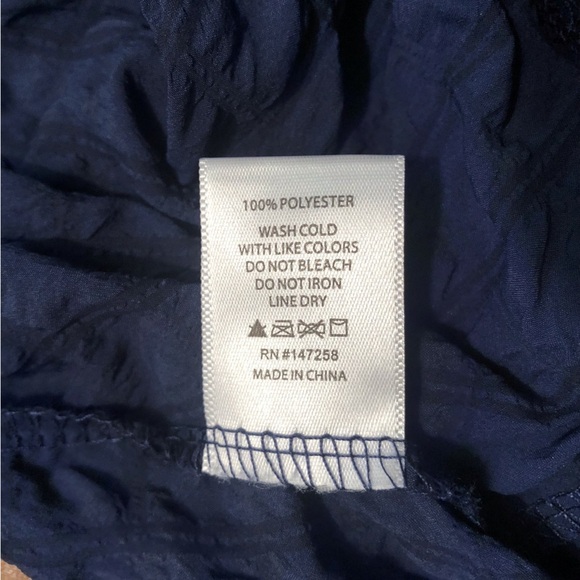 100% POLYESTER
WASH COLD
WITH LIKE COLORS
DO NOT BLEACH
DO NOT IRON
LINE DRY
RN #147258
MADE IN CHINA